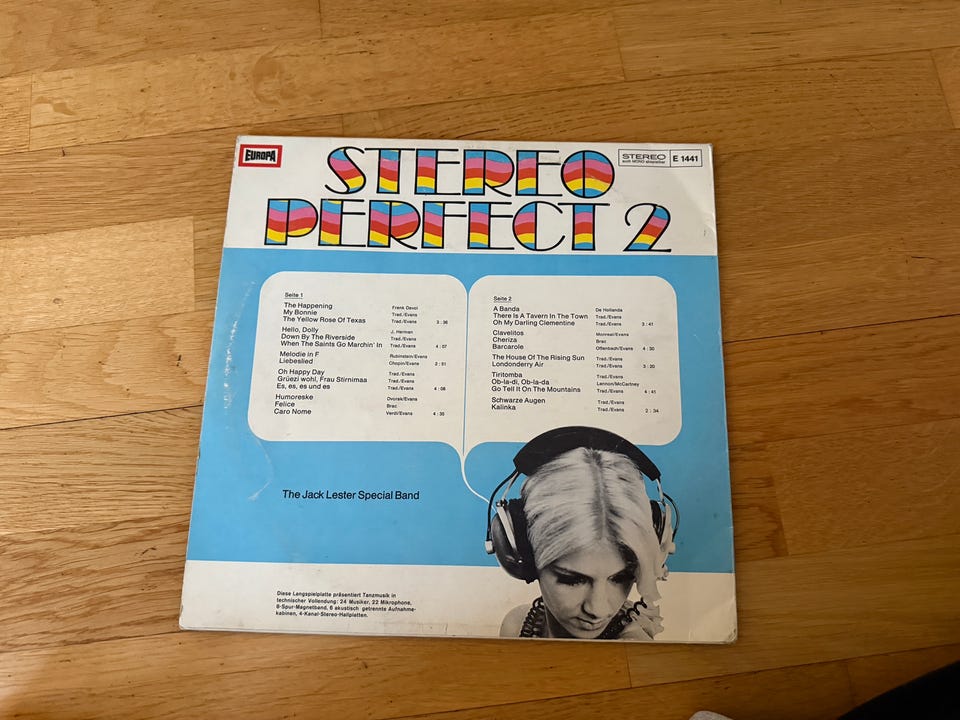 EUROPA
STEREO
PERFECT 2
STEREO
auch MONO abspielbar
E 1441
Seite 1
The Happening Frank Devol
My Bonnie Trad./Evans
The Yellow Rose Of Texas Trad./Evans 3:36
Hello, Dolly J. Herman
Down By The Riverside Trad./Evans
When The Saints Go Marchin' In Trad./Evans 4:07
Melodie in F Rubinstein/Evans
Liebeslied Chopin/Evans 2:51
Oh Happy Day Trad./Evans
Grüezi wohl, Frau Stirnimaa Trad./Evans
Es, es, es und es Trad./Evans 4:08
Humoreske Dvorak/Evans
Felice Brac
Caro Nome Verdi/Evans 4:35
Seite 2
A Banda De Hollanda
There Is A Tavern In The Town Trad./Evans
Oh My Darling Clementine Trad./Evans 3:41
Clavelitos Monreal/Evans
Cheriza Brac
Barcarole Offenbach/Evans 4:30
The House Of The Rising Sun Trad./Evans
Londonderry Air Trad./Evans 3:20
Tiritomba Trad./Evans
Ob-la-di, Ob-la-da Lennon/McCartney
Go Tell It On The Mountains Trad./Evans 4:41
Schwarze Augen Trad./Evans
Kalinka Trad./Evans 2:34
The Jack Lester Special Band
Diese Langspielplatte präsentiert Tanzmusik in
technischer Vollendung: 24 Musiker, 22 Mikrophone,
8-Spur-Magnetband, 6 akustisch getrennte Aufnahme-
kabinen, 4-Kanal-Stereo-Hallplatten.